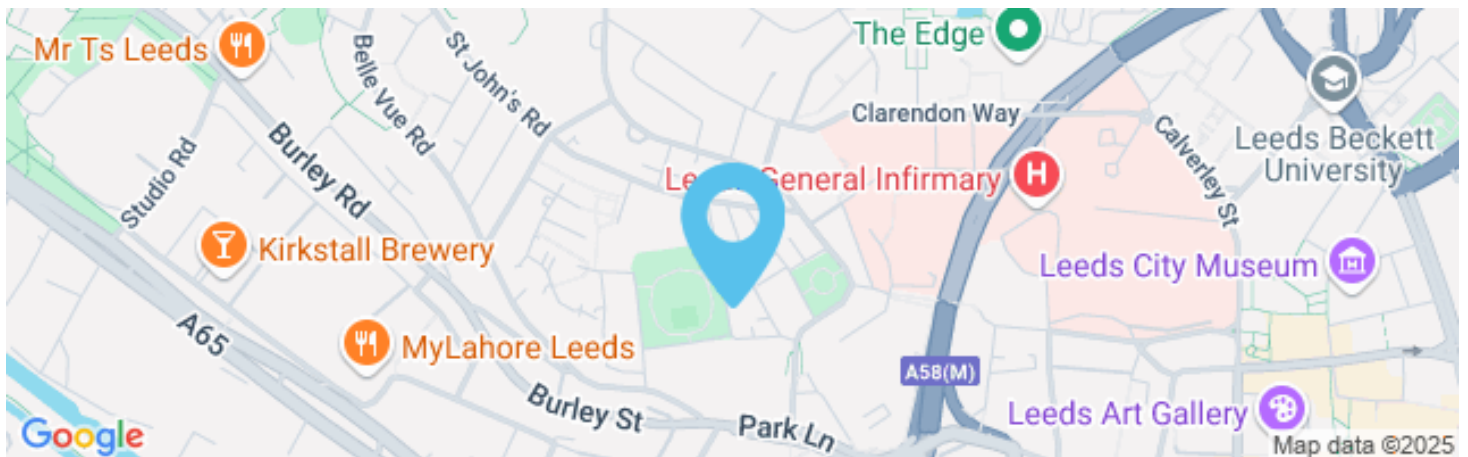 Mr Ts Leeds
Belle Vue Rd
St John's Rd
The Edge
Clarendon Way
Calverley St
Leeds Beckett
University
Studio Rd
Burley Rd
General Infirmary
H
Kirkstall Brewery
Leeds City Museum
A65
MyLahore Leeds
A58(M)
Burley St
Park Ln
Leeds Art Gallery
Google
Map data ©2025